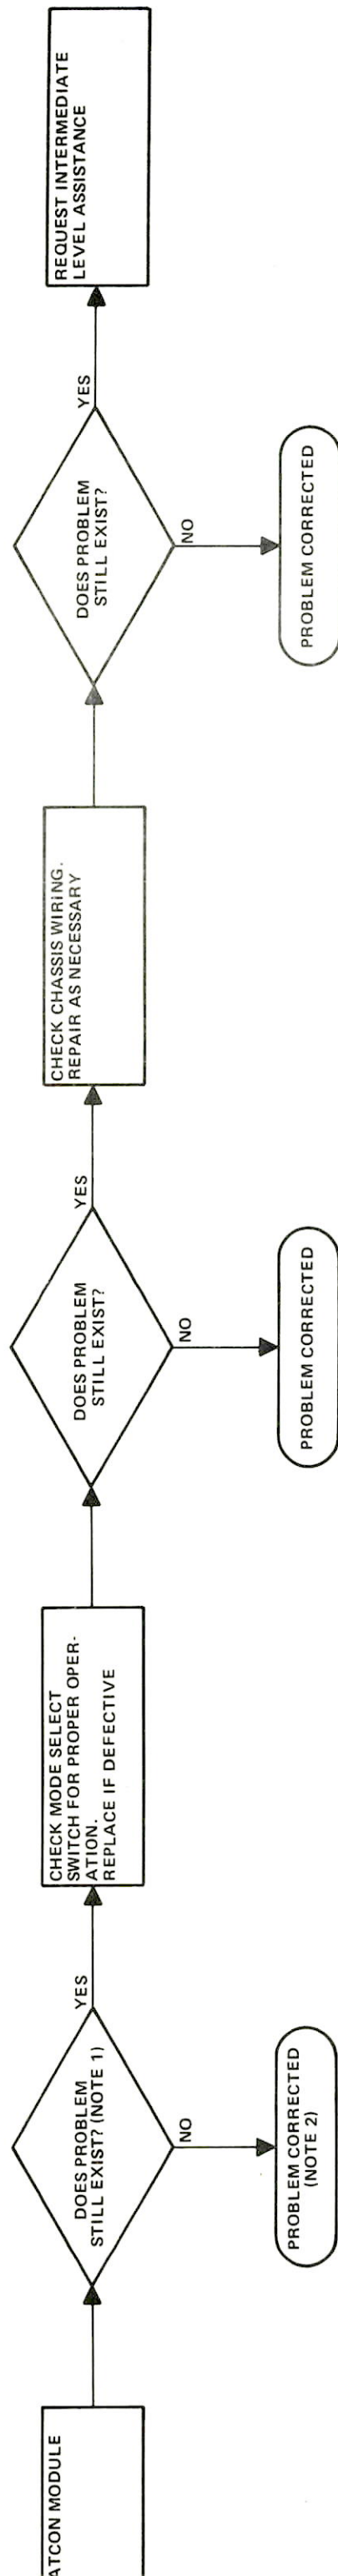 ATCON MODULE
DOES PROBLEM
STILL EXIST? (NOTE 1)
YES
NO
PROBLEM CORRECTED
(NOTE 2)
CHECK MODE SELECT
SWITCH FOR PROPER OPER-
ATION.
REPLACE IF DEFECTIVE
DOES PROBLEM
STILL EXIST?
YES
NO
PROBLEM CORRECTED
CHECK CHASSIS WIRING.
REPAIR AS NECESSARY
DOES PROBLEM
STILL EXIST?
YES
NO
PROBLEM CORRECTED
REQUEST INTERMEDIATE
LEVEL ASSISTANCE